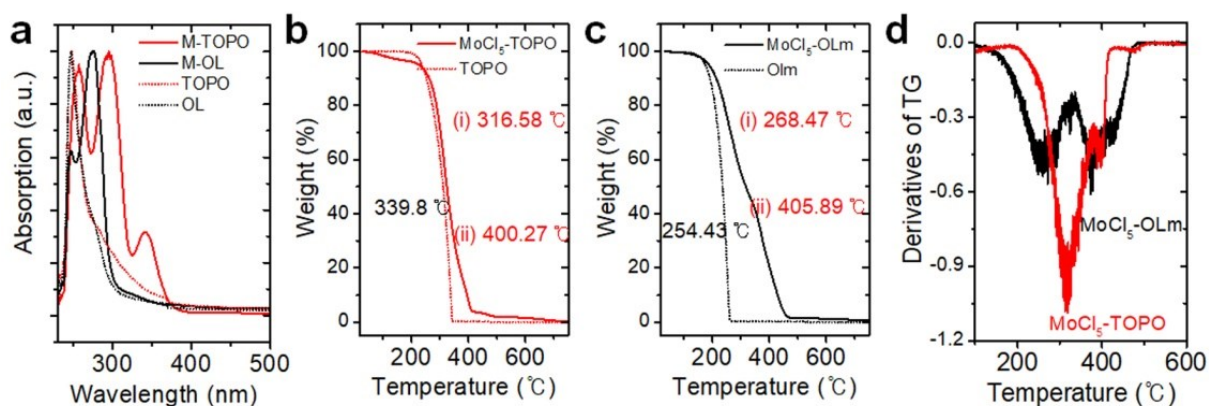 a
M-TOPO
M-OL
TOPO
OL
Absorption (a.u.)
300
400
500
Wavelength (nm)
b
MoCl5-TOPO
TOPO
(i) 316.58 ℃
339.8 ℃
(ii) 400.27 ℃
Weight (%)
100
80
60
40
20
0
200
400
600
Temperature (℃)
c
MoCl5-OLm
Olm
(i) 268.47 ℃
(ii) 405.89 ℃
254.43 ℃
Weight (%)
100
80
60
40
20
0
0
200
400
600
Temperature (℃)
d
Derivatives of TG
0.0
-0.3
-0.6
-0.9
-1.2
MoCl5-OLm
MoCl5-TOPO
200
400
600
Temperature (℃)